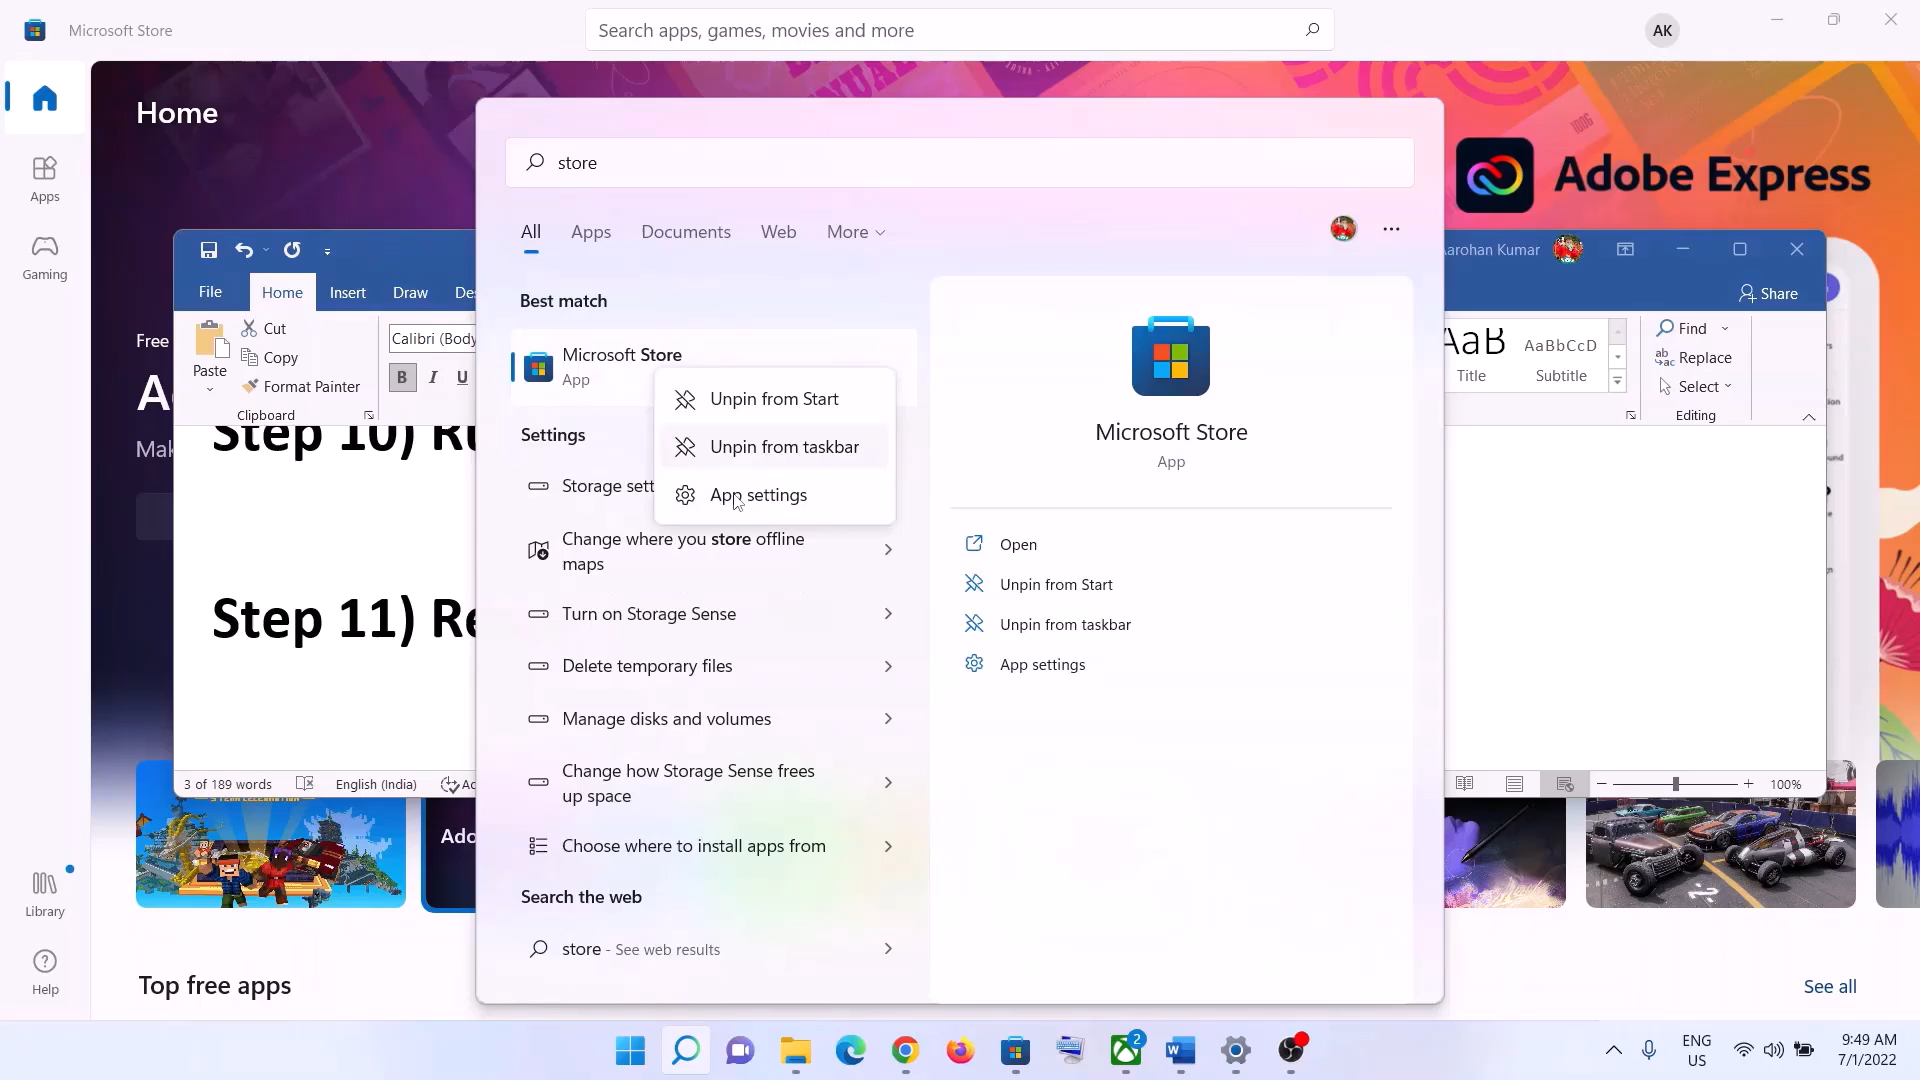 Microsoft Store
Search apps, games, movies and more
AK
Home
Apps
Gaming
Library
Help
Adobe Express
Free
Mak
File
Home
Insert
Draw
Paste
Cut
Copy
Format Painter
Clipboard
Calibri (Body
B I U
Step 10) Ru
Step 11) Re
3 of 189 words
English (India)
store
All
Apps
Documents
Web
More
Best match
Microsoft Store
App
Unpin from Start
Unpin from taskbar
App settings
Settings
Storage sett
Change where you store offline
maps
Turn on Storage Sense
Delete temporary files
Manage disks and volumes
Change how Storage Sense frees
up space
Choose where to install apps from
Search the web
store - See web results
Microsoft Store
App
Open
Unpin from Start
Unpin from taskbar
App settings
Aarohan Kumar
Share
AaB
Title
AaBbCcD
Subtitle
Find
Replace
Select
Editing
100%
Ado
Top free apps
See all
2
ENG
US
9:49 AM
7/1/2022